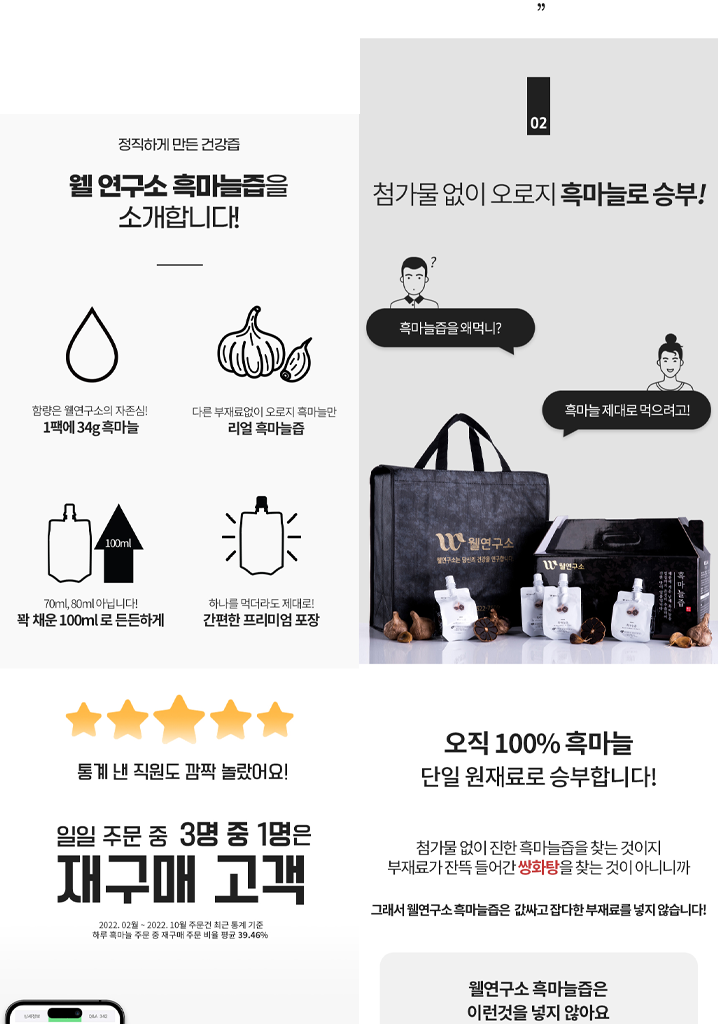 정직하게 만든 건강즙
웰 연구소 흑마늘즙을
소개합니다!
함량은 웰연구소의 자존심!
1팩에 34g 흑마늘
다른 부재료없이 오로지 흑마늘만
리얼 흑마늘즙
100ml
70ml, 80ml 아닙니다!
꽉 채운 100ml 로 든든하게
하나를 먹더라도 제대로!
간편한 프리미엄 포장
통계 낸 직원도 깜짝 놀랐어요!
일일 주문 중 3명 중 1명은
재구매 고객
2022. 02월 ~ 2022. 10월 주문건 최근 통계 기준
하루 흑마늘 주문 중 재구매 주문 비율 평균 39.46%
”
02
첨가물 없이 오로지 흑마늘로 승부!
?
흑마늘즙을 왜먹니?
흑마늘 제대로 먹으려고!
웰연구소
웰연구소는 당신의 건강을 연구합니다
웰연구소
흑마늘즙
오직 100% 흑마늘
단일 원재료로 승부합니다!
첨가물 없이 진한 흑마늘즙을 찾는 것이지
부재료가 잔뜩 들어간 쌍화탕을 찾는 것이 아니니까
그래서 웰연구소 흑마늘즙은 값싸고 잡다한 부재료를 넣지 않습니다!
웰연구소 흑마늘즙은
이런것을 넣지 않아요